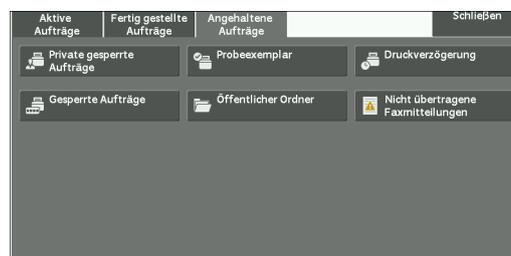 Aktive
Aufträge
Fertig gestellte
Aufträge
Angehaltene
Aufträge
Schließen
Private gesperrte
Aufträge
Probeexemplar
Druckverzögerung
Gesperrte Aufträge
Öffentlicher Ordner
Nicht übertragene
Faxmitteilungen